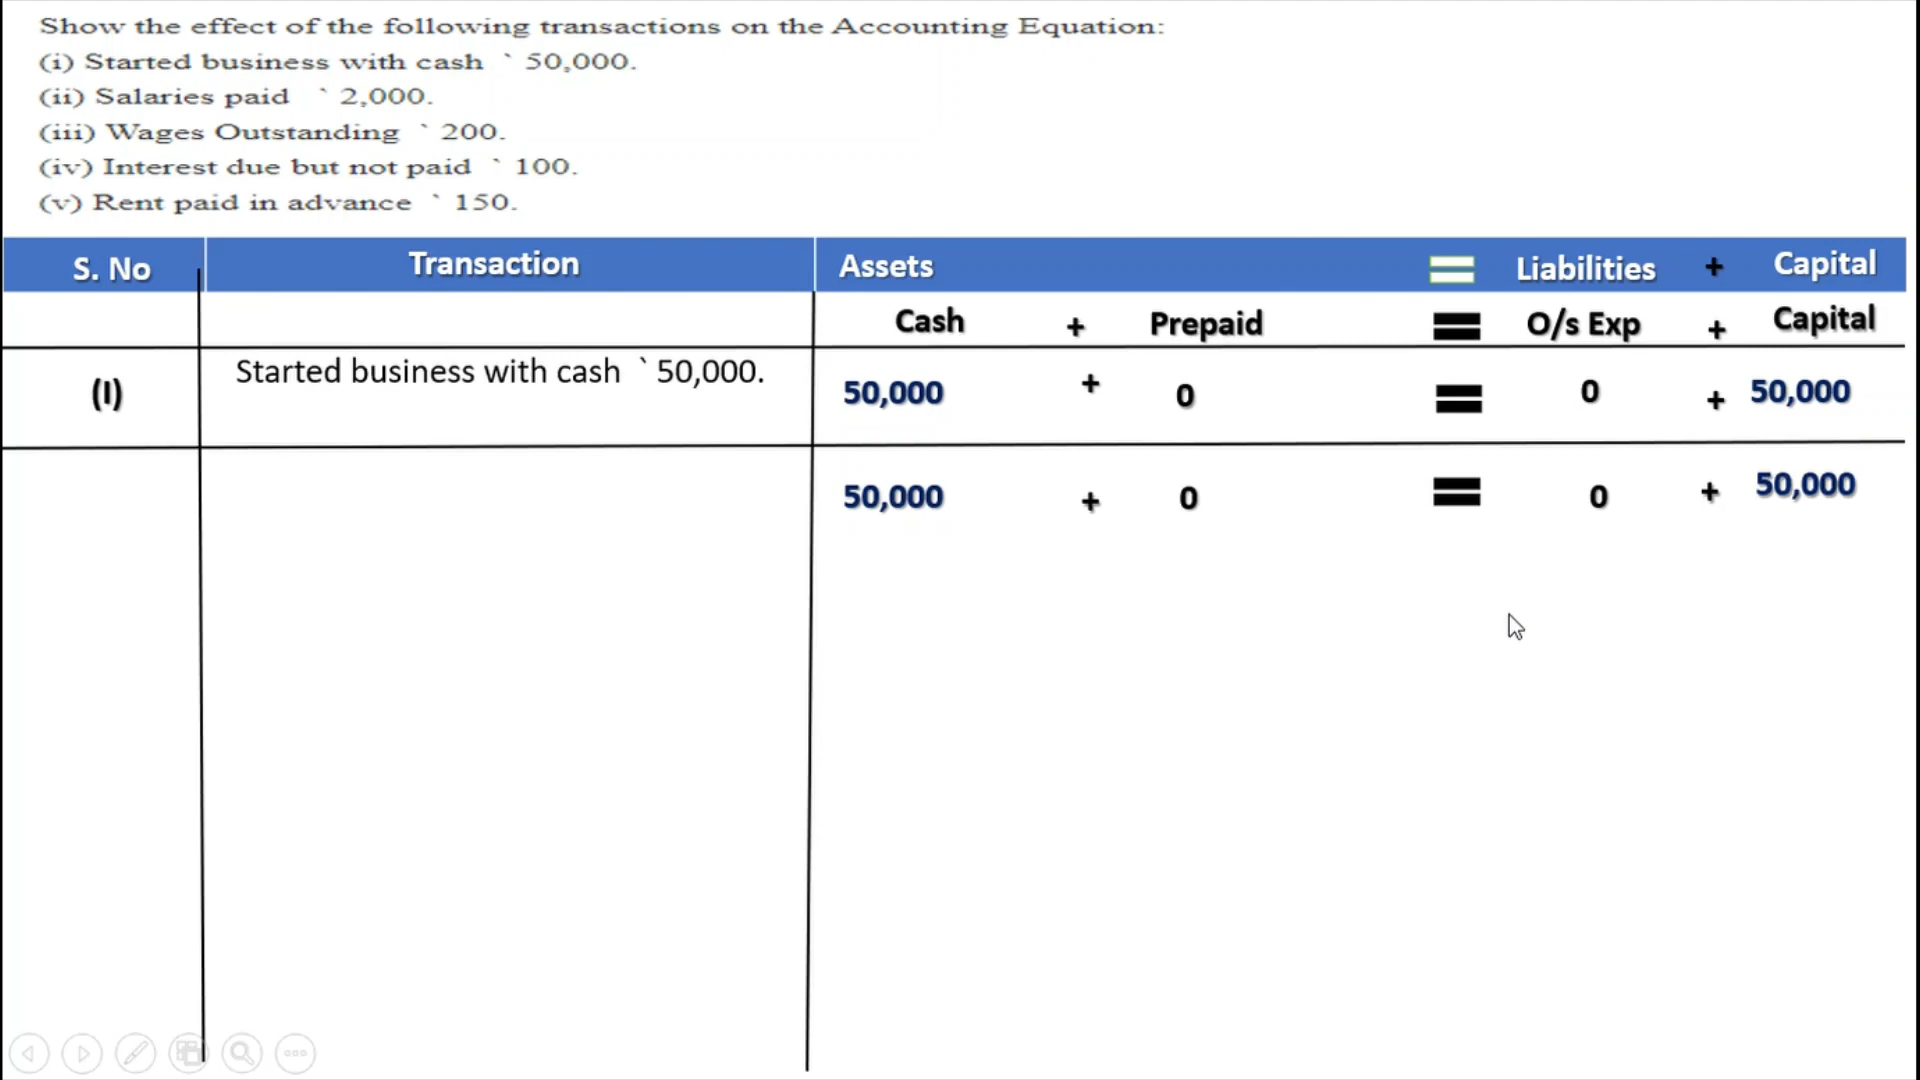 Show the effect of the following transactions on the Accounting Equation:
(i) Started business with cash ` 50,000.
(ii) Salaries paid ` 2,000.
(iii) Wages Outstanding ` 200.
(iv) Interest due but not paid ` 100.
(v) Rent paid in advance ` 150.
S. No Transaction Assets = Liabilities + Capital
Cash + Prepaid = O/s Exp + Capital
(I) Started business with cash ` 50,000. 50,000 + 0 = 0 + 50,000
50,000 + 0 = 0 + 50,000